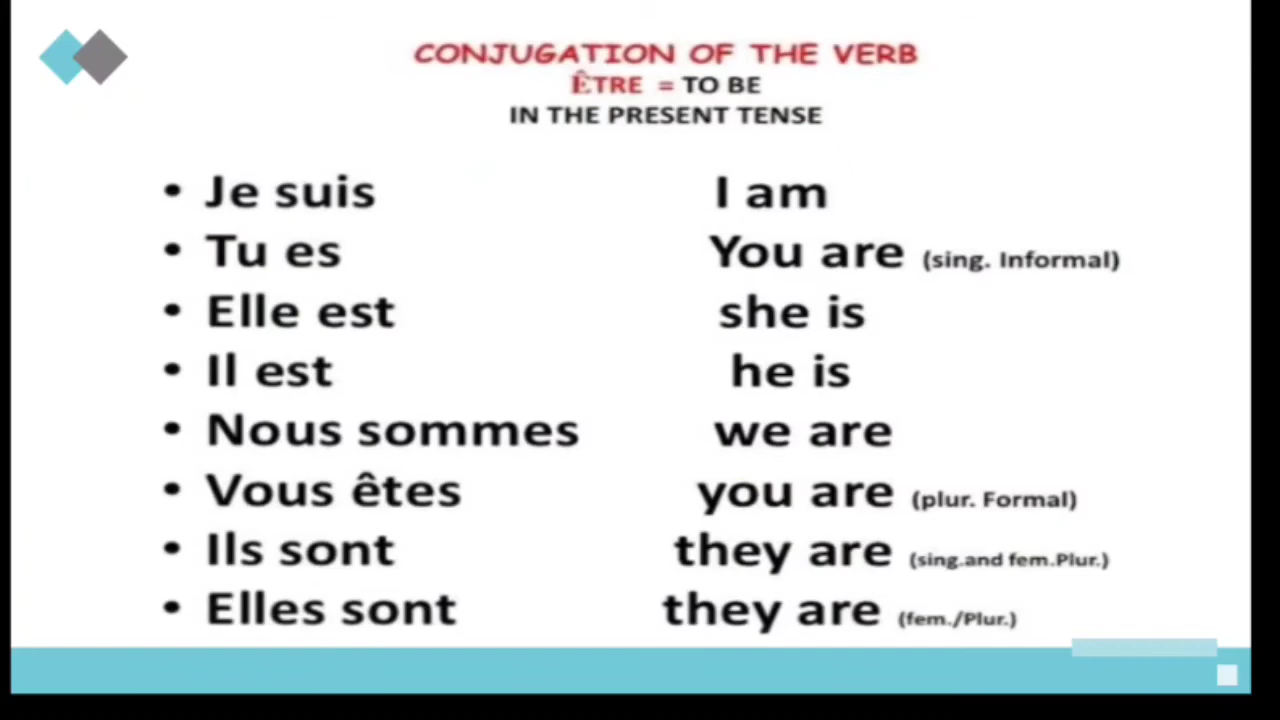 CONJUGATION OF THE VERB
ÊTRE = TO BE
IN THE PRESENT TENSE
• Je suis I am
• Tu es You are (sing. Informal)
• Elle est she is
• Il est he is
• Nous sommes we are
• Vous êtes you are (plur. Formal)
• Ils sont they are (sing.and fem.Plur.)
• Elles sont they are (fem./Plur.)